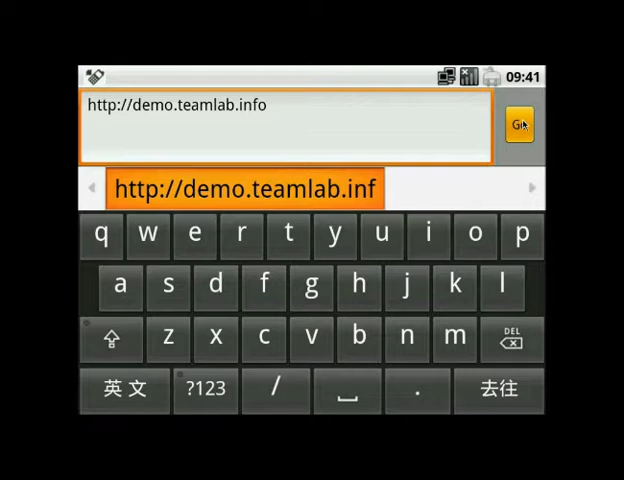 09:41
http://demo.teamlab.info
Go
http://demo.teamlab.inf
q w e r t y u i o p
a s d f g h j k l
z x c v b n m DEL
英文 ?123 / . 去往